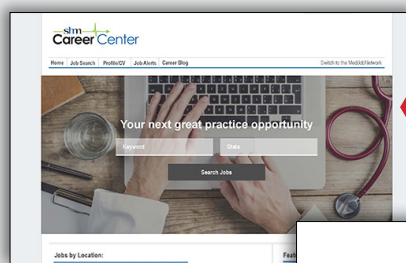 shm
Career Center
Home Job Search Profile/CV Job Alerts Career Blog
Switch to the MedJobNetwork
Your next great practice opportunity
Keyword State
Search Jobs
Jobs by Location: